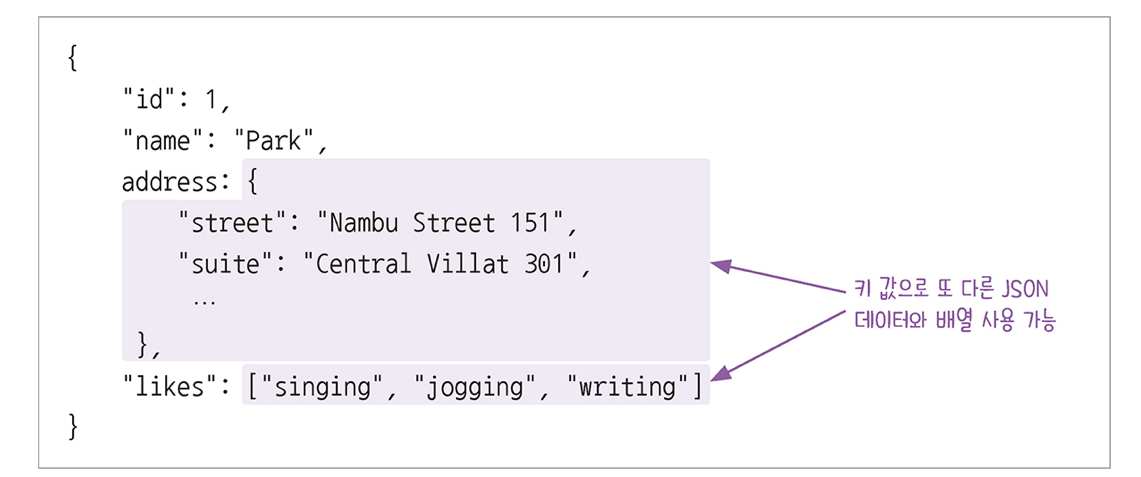 {
"id": 1,
"name": "Park",
address: {
"street": "Nambu Street 151",
"suite": "Central Villat 301",
...
},
"likes": ["singing", "jogging", "writing"]
}
키 값으로 또 다른 JSON
데이터와 배열 사용 가능